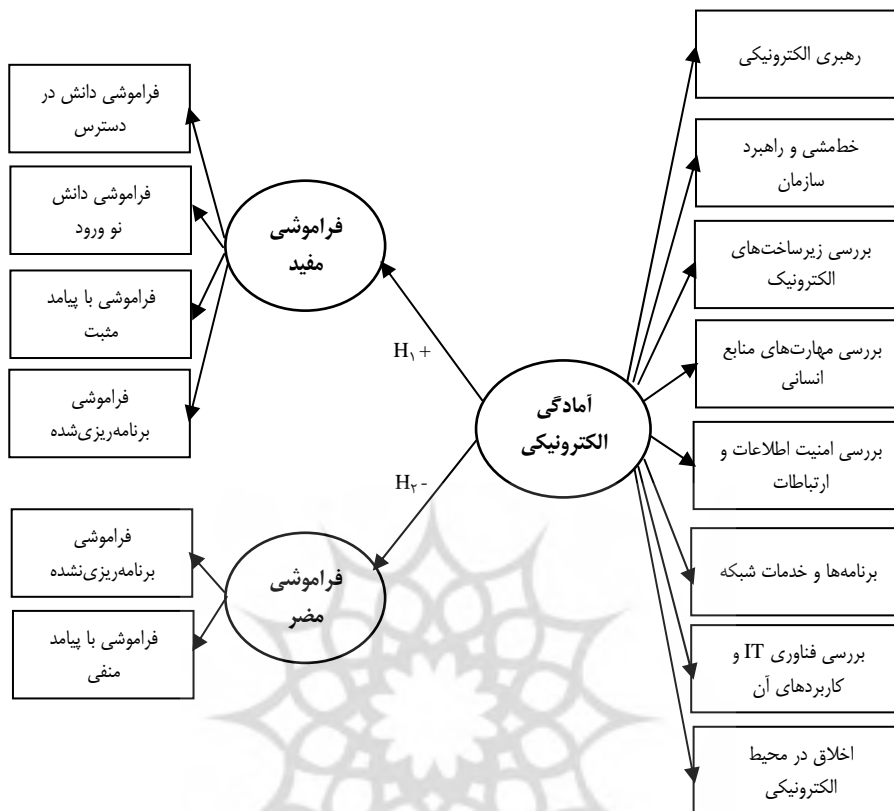 رهبری الکترونیکی
خط‌مشی و راهبرد
سازمان
بررسی زیرساخت‌های
الکترونیک
بررسی مهارت‌های منابع
انسانی
بررسی امنیت اطلاعات و
ارتباطات
برنامه‌ها و خدمات شبکه
بررسی فناوری IT و
کاربردهای آن
اخلاق در محیط
الکترونیکی
آمادگی
الکترونیکی
H۱+
H۲-
فراموشی
مفید
فراموشی
مضر
فراموشی دانش در
دسترس
فراموشی دانش
نو ورود
فراموشی با پیامد
مثبت
فراموشی
برنامه‌ریزی‌شده
فراموشی
برنامه‌ریزی‌نشده
فراموشی با پیامد
منفی